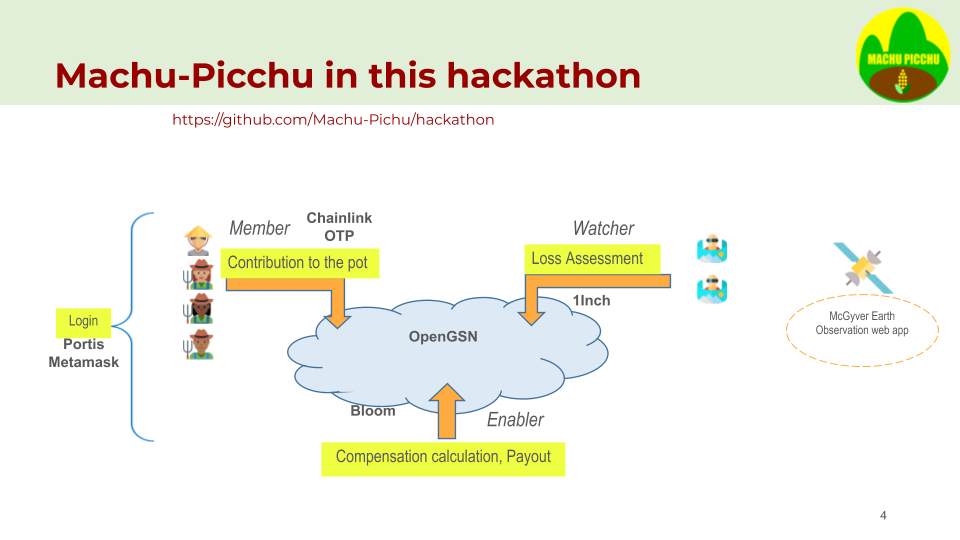 Machu-Picchu in this hackathon
MACHU PICCHU
https://github.com/Machu-Pichu/hackathon
Member
Chainlink
OTP
Contribution to the pot
Watcher
Loss Assessment
1Inch
Login
Portis
Metamask
OpenGSN
McGyver Earth
Observation web app
Bloom
Enabler
Compensation calculation, Payout
4